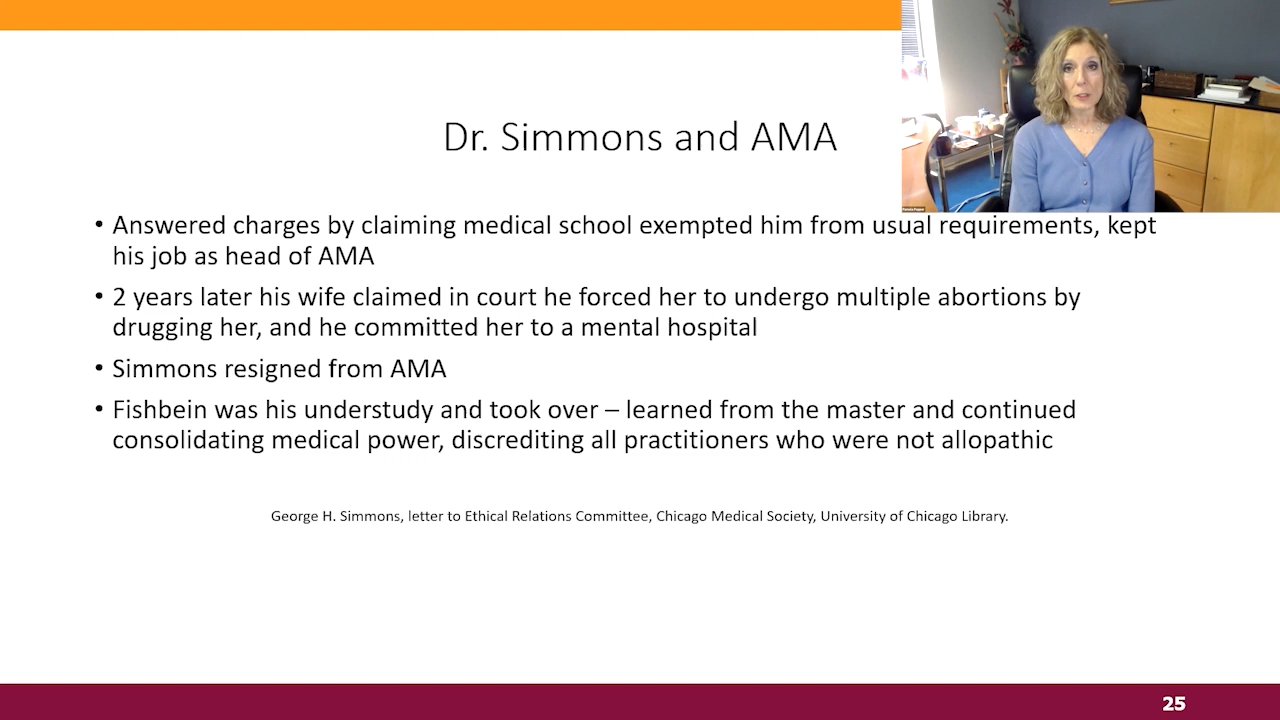 Dr. Simmons and AMA
• Answered charges by claiming medical school exempted him from usual requirements, kept
his job as head of AMA
• 2 years later his wife claimed in court he forced her to undergo multiple abortions by
drugging her, and he committed her to a mental hospital
• Simmons resigned from AMA
• Fishbein was his understudy and took over – learned from the master and continued
consolidating medical power, discrediting all practitioners who were not allopathic
George H. Simmons, letter to Ethical Relations Committee, Chicago Medical Society, University of Chicago Library.
25